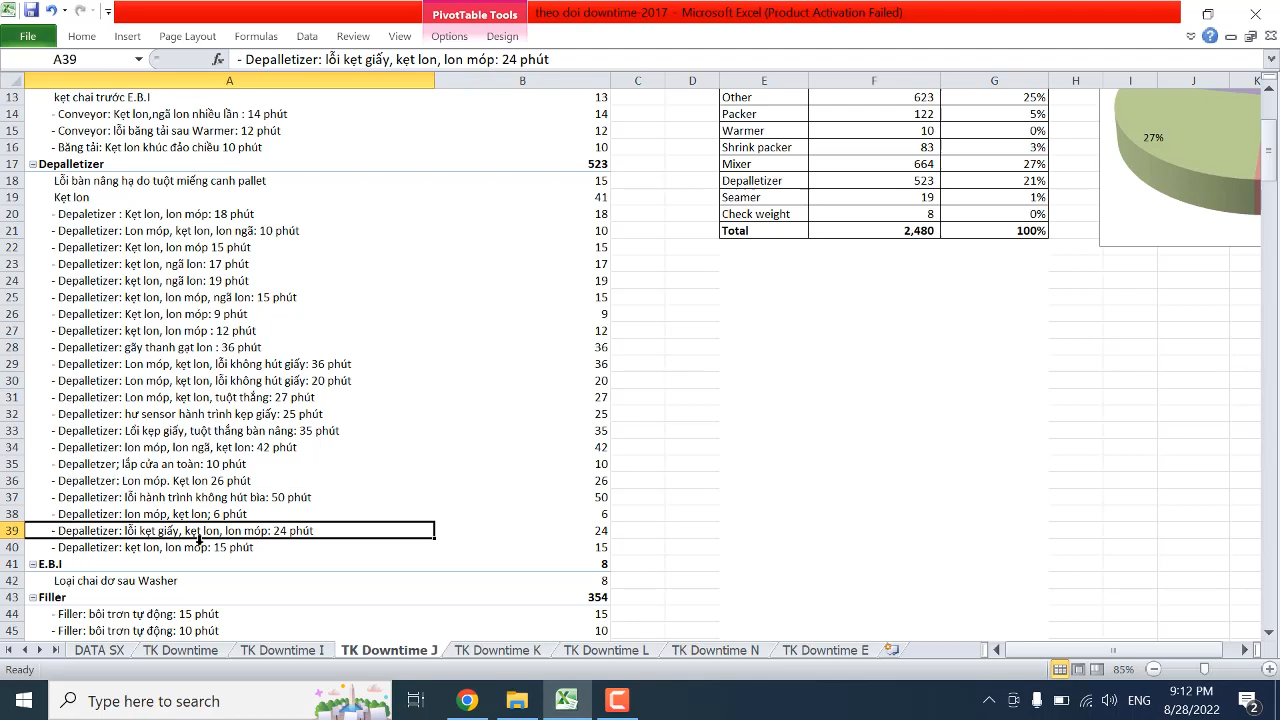 PivotTable Tools
theo doi downtime-2017 - Microsoft Excel (Product Activation Failed)
File Home Insert Page Layout Formulas Data Review View Options Design
A39 fx - Depalletizer: lỗi kẹt giấy, kẹt lon, lon móp: 24 phút
A B C D E F G H I J K
13 kẹt chai trước E.B.I 13 Other 623 25%
14 - Conveyor: Kẹt lon,ngã lon nhiều lần : 14 phút 14 Packer 122 5%
15 - Conveyor: lỗi băng tải sau Warmer: 12 phút 12 Warmer 10 0% 27%
16 - Băng tải: Kẹt lon khúc đảo chiều 10 phút 10 Shrink packer 83 3%
17 Depalletizer 523 Mixer 664 27%
18 Lỗi bàn nâng hạ do tuột miếng canh pallet 15 Depalletizer 523 21%
19 Kẹt lon 41 Seamer 19 1%
20 - Depaletizer : Kẹt lon, lon móp: 18 phút 18 Check weight 8 0%
21 - Depalletizer: Lon móp, kẹt lon, lon ngã: 10 phút 10 Total 2,480 100%
22 - Depalletizer: Kẹt lon, lon móp 15 phút 15
23 - Depalletizer: kẹt lon, ngã lon: 17 phút 17
24 - Depalletizer: kẹt lon, ngã lon: 19 phút 19
25 - Depalletizer: kẹt lon, lon móp, ngã lon: 15 phút 15
26 - Depalletizer: Kẹt lon, lon móp: 9 phút 9
27 - Depalletizer: kẹt lon, lon móp : 12 phút 12
28 - Depalletizer: gãy thanh gạt lon : 36 phút 36
29 - Depalletizer: Lon móp, kẹt lon, lỗi không hút giấy: 36 phút 36
30 - Depalletizer: Lon móp, kẹt lon, lỗi không hút giấy: 20 phút 20
31 - Depalletizer: Lon móp, kẹt lon, tuột thắng: 27 phút 27
32 - Depalletizer: hư sensor hành trình kẹp giấy: 25 phút 25
33 - Depalletizer: Lổi kẹp giấy, tuột thắng bàn nâng: 35 phút 35
34 - Depalletizer: lon móp, lon ngã, kẹt lon: 42 phút 42
35 - Depalletzer; lắp cửa an toàn: 10 phút 10
36 - Depalletzer: Lon móp. Kẹt lon 26 phút 26
37 - Depalletizer: lỗi hành trình không hút bìa: 50 phút 50
38 - Depalletizer: lon móp, kẹt lon; 6 phút 6
39 - Depalletizer: lỗi kẹt giấy, kẹt lon, lon móp: 24 phút 24
40 - Depalletizer: kẹt lon, lon móp: 15 phút 15
41 E.B.I 8
42 Loại chai dơ sau Washer 8
43 Filler 354
44 - Filler: bôi trơn tự động: 15 phút 15
45 - Filler: bôi trơn tự động: 10 phút 10
DATA SX TK Downtime TK Downtime I TK Downtime J TK Downtime K TK Downtime L TK Downtime N TK Downtime E
Ready 85%
Type here to search ENG 9:12 PM
8/28/2022 2